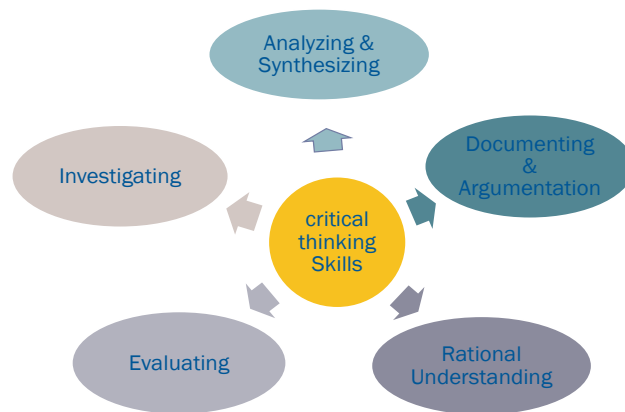 Analyzing &
Synthesizing
Documenting
&
Argumentation
Investigating
critical
thinking
Skills
Evaluating
Rational
Understanding